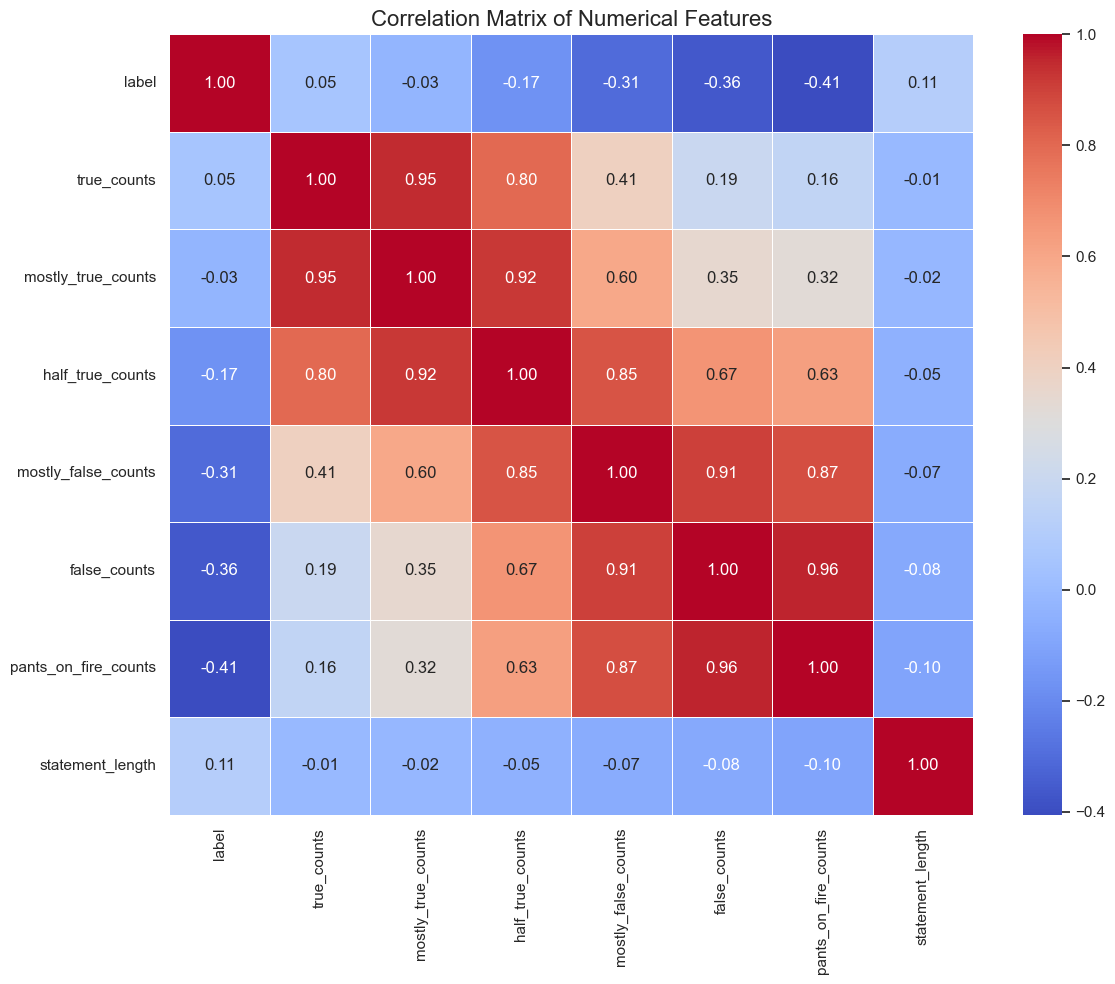 Correlation Matrix of Numerical Features
label 1.00 0.05 -0.03 -0.17 -0.31 -0.36 -0.41 0.11
true_counts 0.05 1.00 0.95 0.80 0.41 0.19 0.16 -0.01
mostly_true_counts -0.03 0.95 1.00 0.92 0.60 0.35 0.32 -0.02
half_true_counts -0.17 0.80 0.92 1.00 0.85 0.67 0.63 -0.05
mostly_false_counts -0.31 0.41 0.60 0.85 1.00 0.91 0.87 -0.07
false_counts -0.36 0.19 0.35 0.67 0.91 1.00 0.96 -0.08
pants_on_fire_counts -0.41 0.16 0.32 0.63 0.87 0.96 1.00 -0.10
statement_length 0.11 -0.01 -0.02 -0.05 -0.07 -0.08 -0.10 1.00
label
true_counts
mostly_true_counts
half_true_counts
mostly_false_counts
false_counts
pants_on_fire_counts
statement_length
1.0
0.8
0.6
0.4
0.2
0.0
−0.2
−0.4